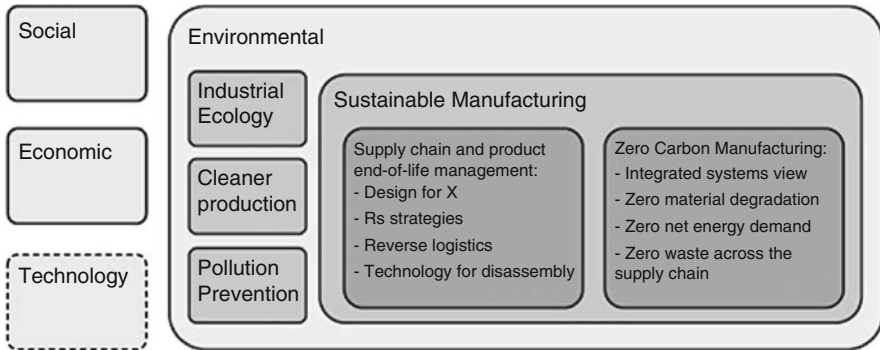 Social
Economic
Technology
Environmental
Industrial
Ecology
Cleaner
production
Pollution
Prevention
Sustainable Manufacturing
Supply chain and product
end-of-life management:
- Design for X
- Rs strategies
- Reverse logistics
- Technology for disassembly
Zero Carbon Manufacturing:
- Integrated systems view
- Zero material degradation
- Zero net energy demand
- Zero waste across the
supply chain